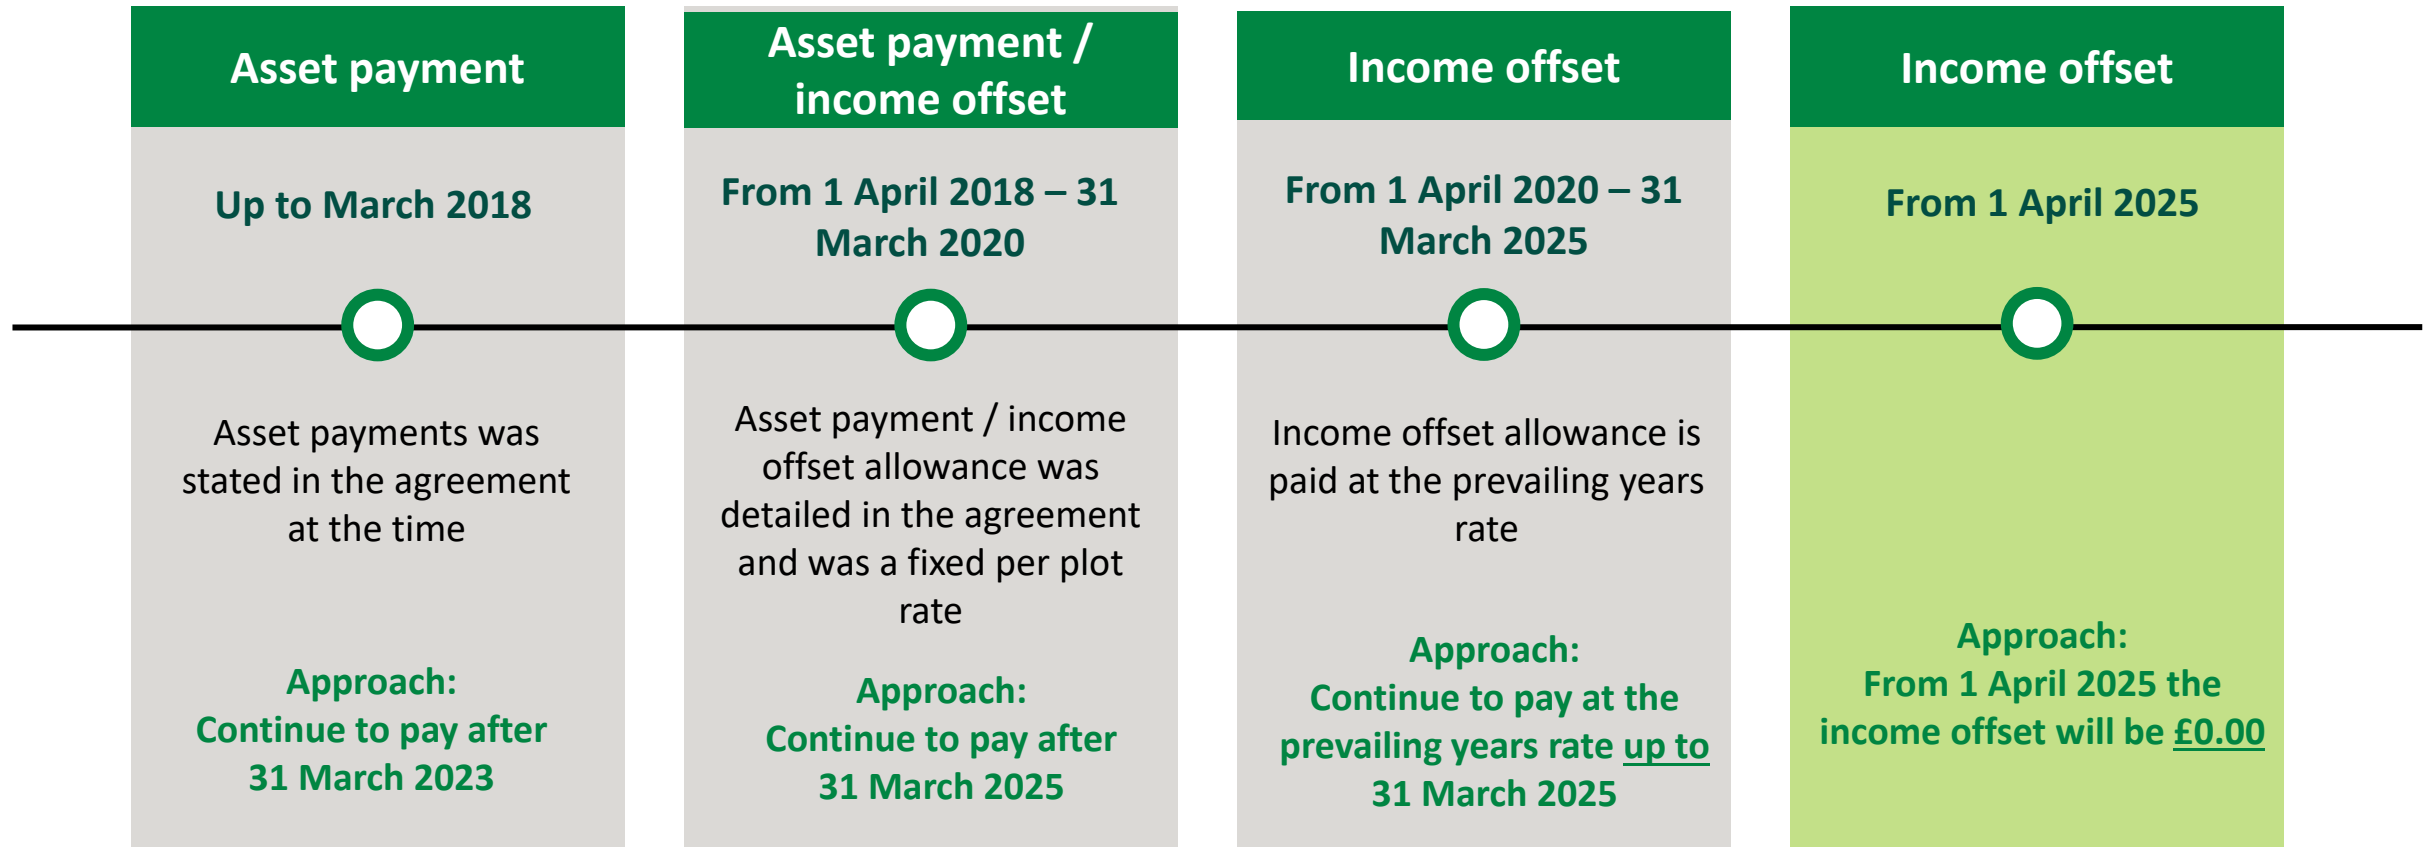 Asset payment
Up to March 2018
Asset payments was
stated in the agreement
at the time
Approach:
Continue to pay after
31 March 2023
Asset payment /
income offset
From 1 April 2018 – 31
March 2020
Asset payment / income
offset allowance was
detailed in the agreement
and was a fixed per plot
rate
Approach:
Continue to pay after
31 March 2025
Income offset
From 1 April 2020 – 31
March 2025
Income offset allowance is
paid at the prevailing years
rate
Approach:
Continue to pay at the
prevailing years rate up to
31 March 2025
Income offset
From 1 April 2025
Approach:
From 1 April 2025 the
income offset will be £0.00